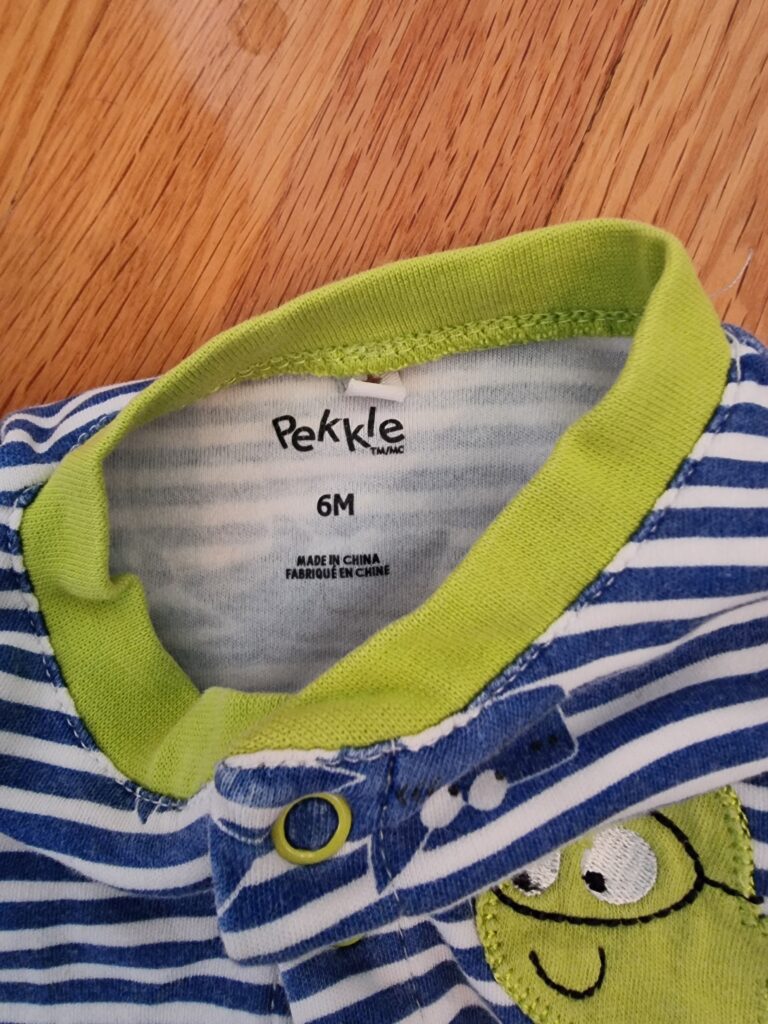 Pekkle
TM/MC
6M
MADE IN CHINA
FABRIQUÉ EN CHINE